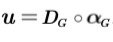 u = D_G ∘ α_G